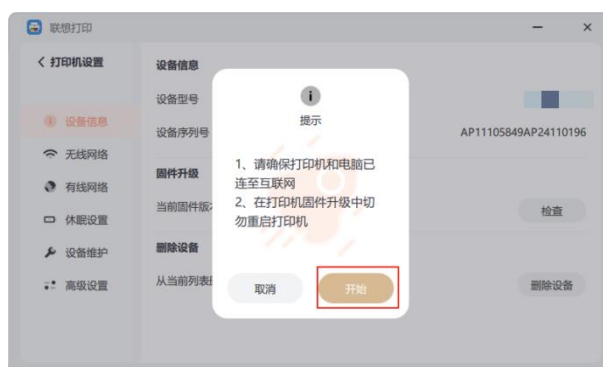 联想打印
打印机设置
设备信息
设备信息
无线网络
有线网络
休眠设置
设备维护
高级设置
设备型号
设备序列号 AP11105849AP24110196
固件升级
当前固件版 检查
删除设备
从当前列表 删除设备
提示
1、请确保打印机和电脑已
连至互联网
2、在打印机固件升级中切
勿重启打印机
取消 开始